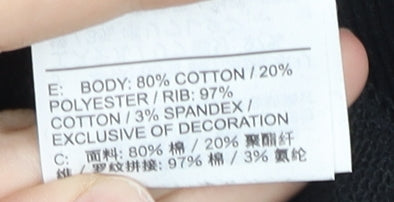 E: BODY: 80% COTTON / 20%
POLYESTER / RIB: 97%
COTTON / 3% SPANDEX /
EXCLUSIVE OF DECORATION
C: 面料: 80% 棉 / 20% 聚酯纤
维 / 罗纹拼接: 97% 棉 / 3% 氨纶